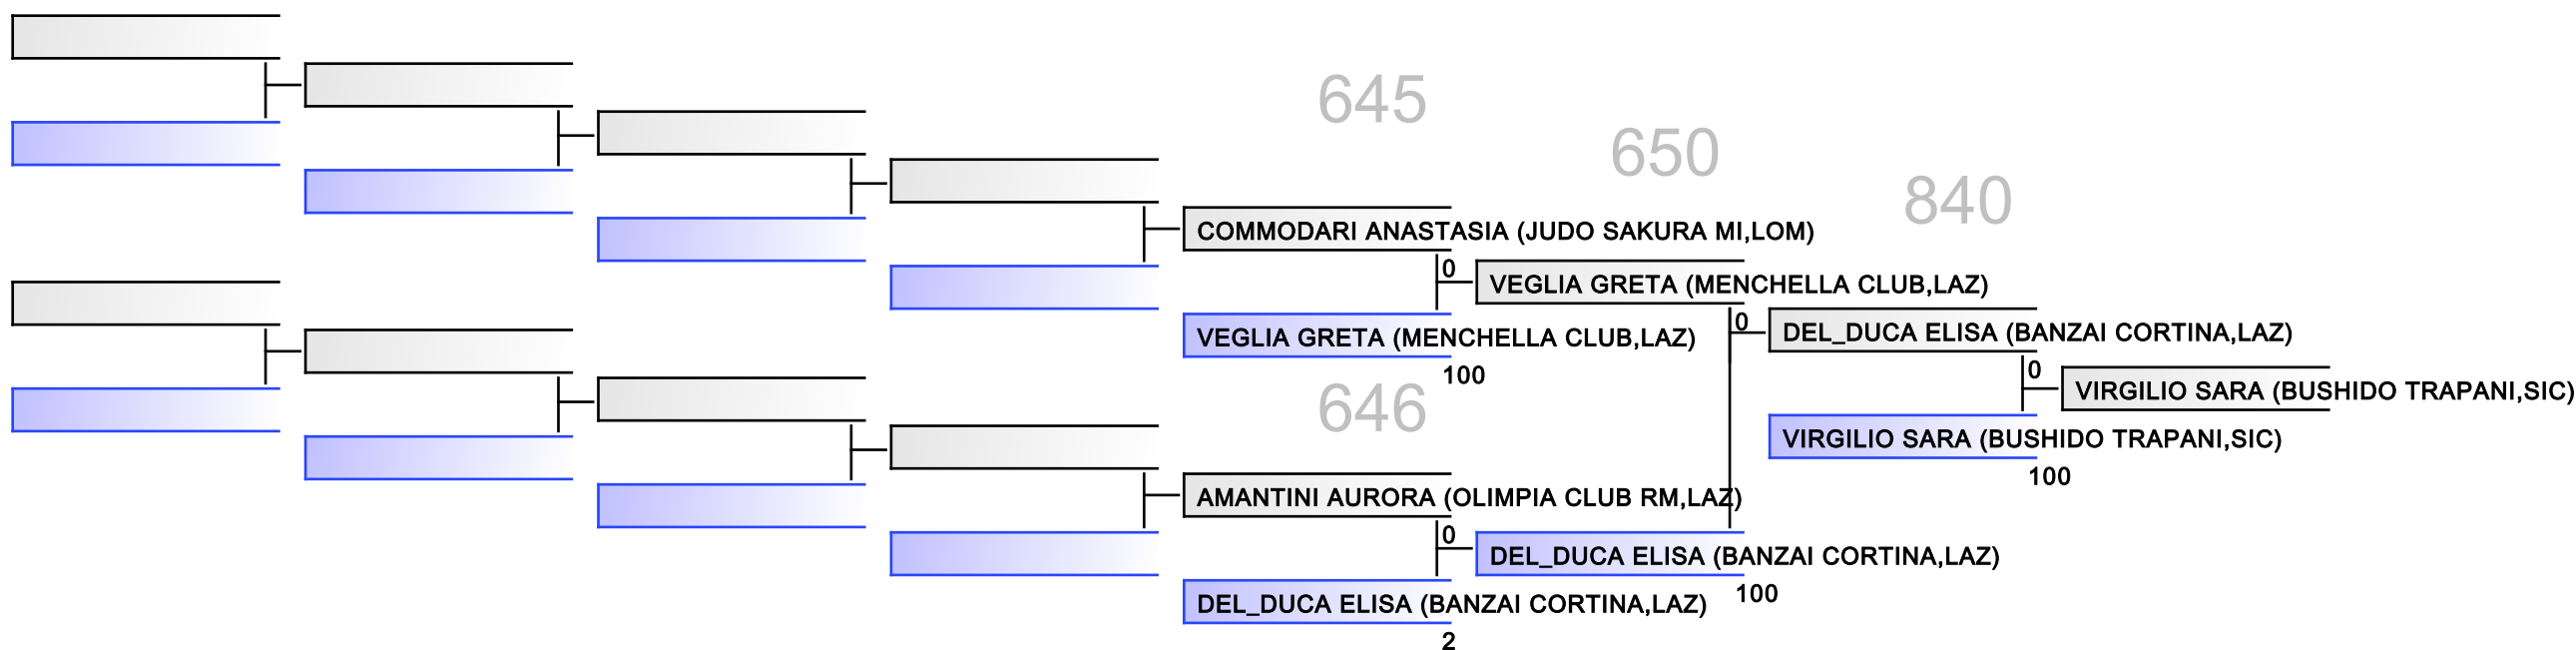 645
650
840
COMMODARI ANASTASIA (JUDO SAKURA MI,LOM)
0
VEGLIA GRETA (MENCHELLA CLUB,LAZ)
0
VEGLIA GRETA (MENCHELLA CLUB,LAZ)
100
DEL_DUCA ELISA (BANZAI CORTINA,LAZ)
0
VIRGILIO SARA (BUSHIDO TRAPANI,SIC)
646
VIRGILIO SARA (BUSHIDO TRAPANI,SIC)
100
AMANTINI AURORA (OLIMPIA CLUB RM,LAZ)
0
DEL_DUCA ELISA (BANZAI CORTINA,LAZ)
100
DEL_DUCA ELISA (BANZAI CORTINA,LAZ)
2